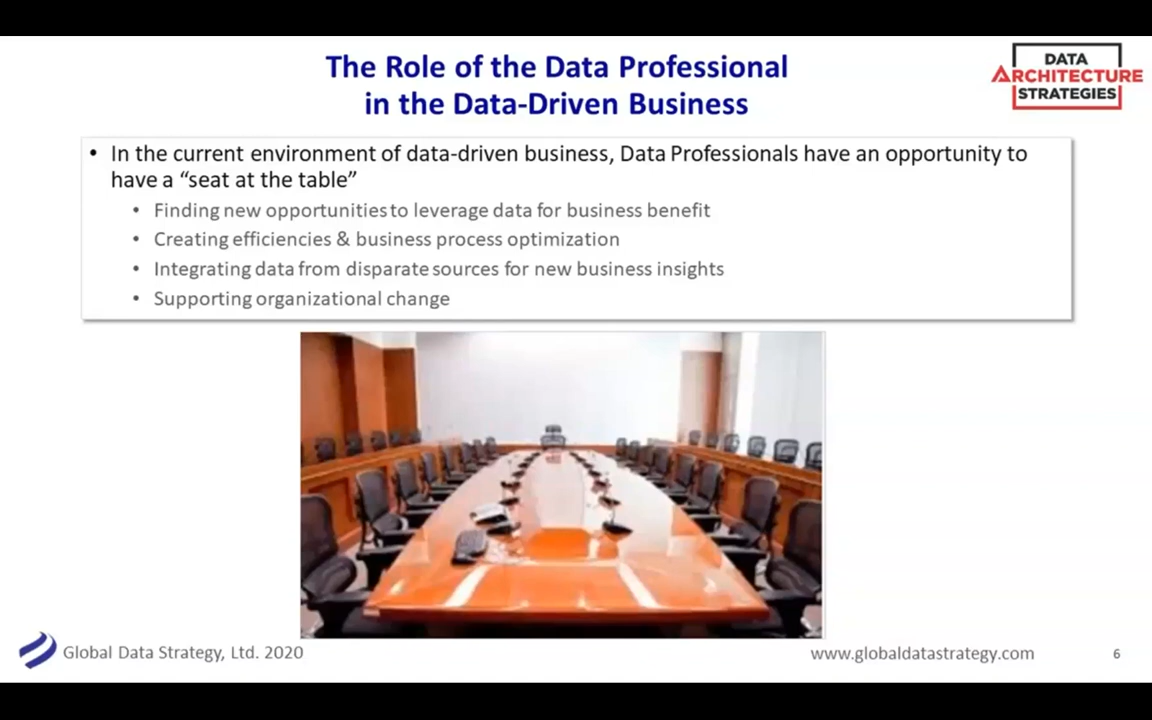 The Role of the Data Professional
in the Data-Driven Business
DATA
ARCHITECTURE
STRATEGIES
• In the current environment of data-driven business, Data Professionals have an opportunity to
have a “seat at the table”
• Finding new opportunities to leverage data for business benefit
• Creating efficiencies & business process optimization
• Integrating data from disparate sources for new business insights
• Supporting organizational change
Global Data Strategy, Ltd. 2020
www.globaldatastrategy.com
6